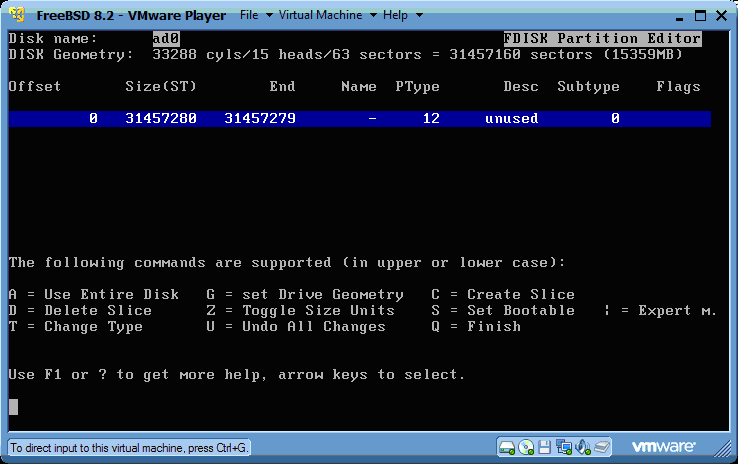 FreeBSD 8.2 - VMware Player File Virtual Machine Help
Disk name: ad0 FDISK Partition Editor
DISK Geometry: 33288 cyls/15 heads/63 sectors = 31457160 sectors (15359MB)
Offset Size(ST) End Name PType Desc Subtype Flags
0 31457280 31457279 - 12 unused 0
The following commands are supported (in upper or lower case):
A = Use Entire Disk G = set Drive Geometry C = Create Slice
D = Delete Slice Z = Toggle Size Units S = Set Bootable ¦ = Expert m.
T = Change Type U = Undo All Changes Q = Finish
Use F1 or ? to get more help, arrow keys to select.
To direct input to this virtual machine, press Ctrl+G.
vmware